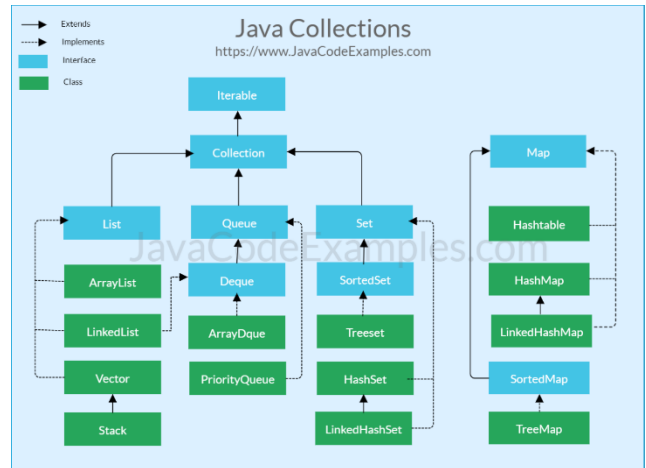 Extends
Implements
Interface
Class
Java Collections
https://www.JavaCodeExamples.com
Iterable
Collection
Map
List
Queue
Set
Hashtable
JavaCodeExamples.com
ArrayList
Deque
SortedSet
HashMap
LinkedList
ArrayDque
Treeset
LinkedHashMap
Vector
PriorityQueue
HashSet
SortedMap
Stack
LinkedHashSet
TreeMap